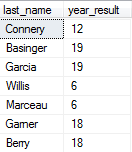 last_name year_result
Connery 12
Basinger 19
Garcia 19
Willis 6
Marceau 6
Garner 18
Berry 18